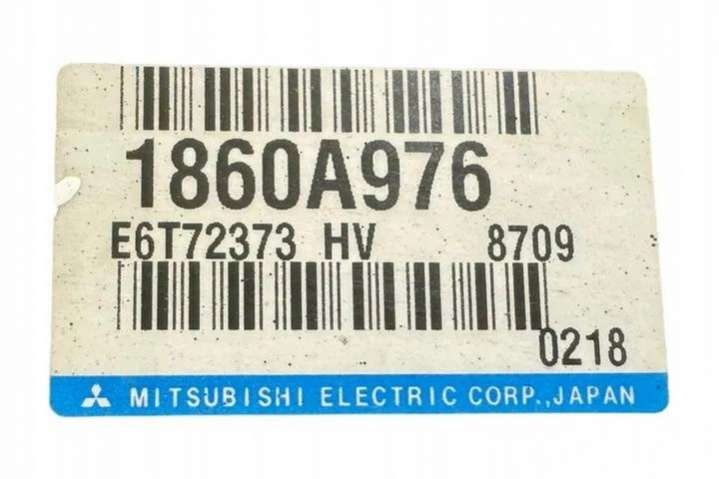 1860A976
E6T72373 HV 8709
0218
MITSUBISHI ELECTRIC CORP.,JAPAN